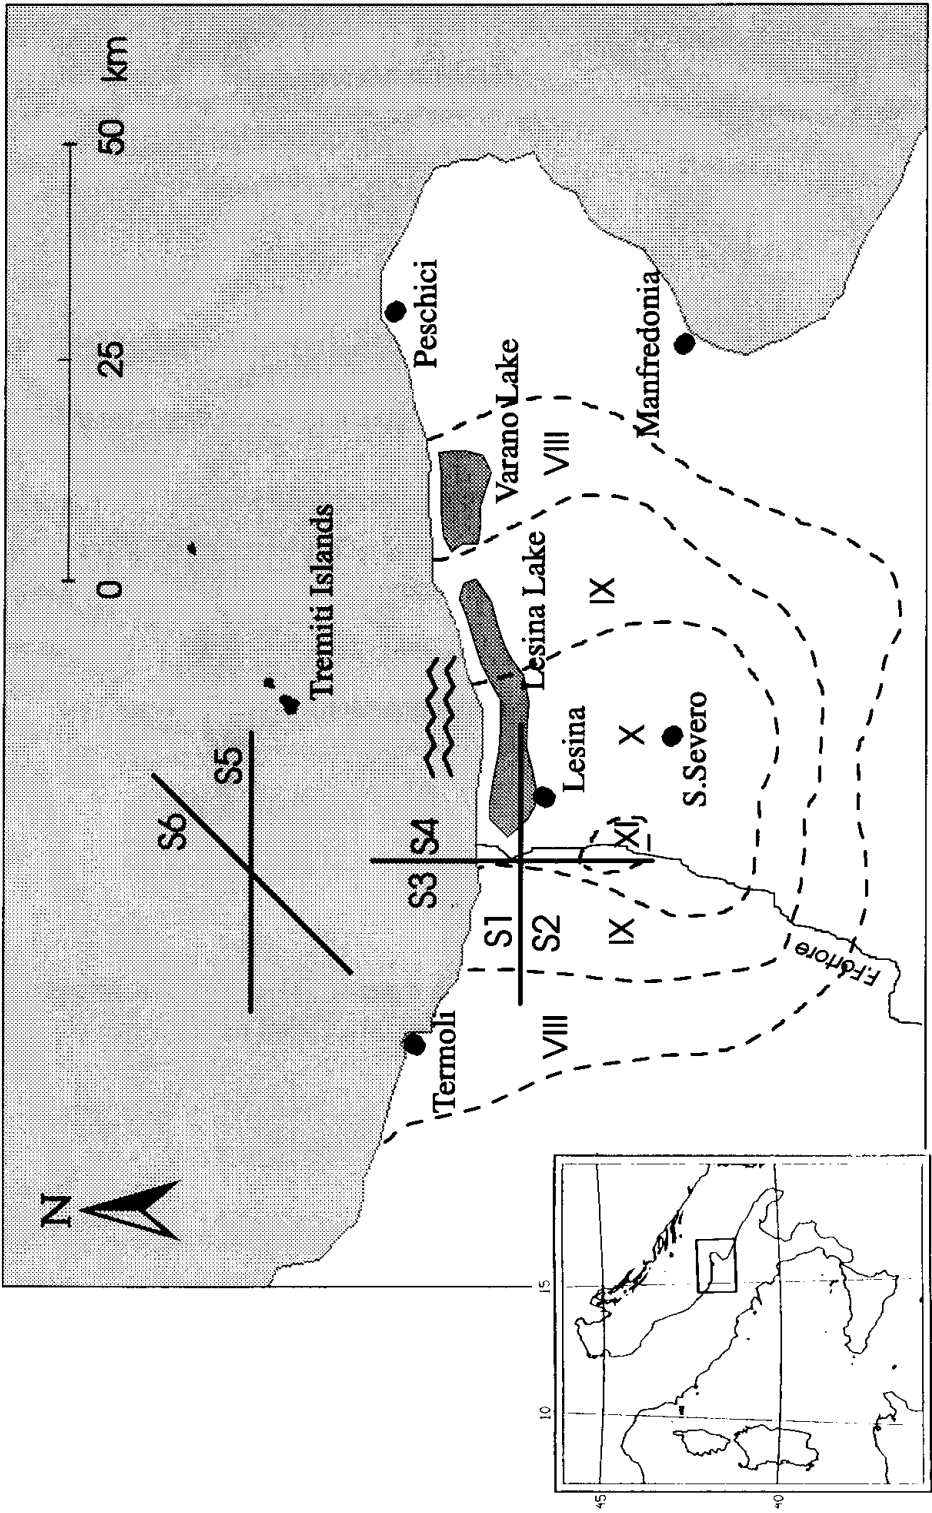 N
0 25 50 km
S6
S5
Tremiti Islands
S3 S4
Termoli
Peschici
S1
S2
Lesina Lake
Varano Lake
Lesina
VIII
IX
XI
X
IX
VIII
S.Severo
Manfredonia
F.Fortore
10 15
45
40